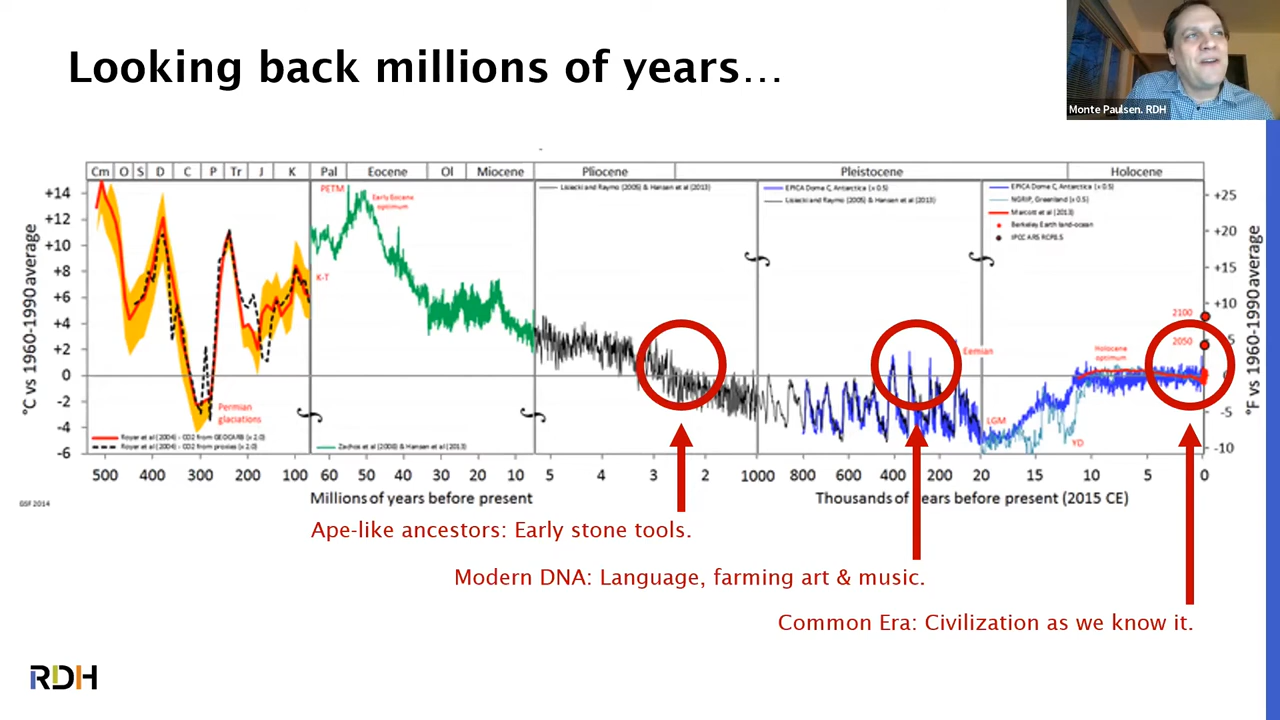 Looking back millions of years...
Monte Paulsen. RDH
Cm O S D C P Tr J K Pal Eocene Ol Miocene Pliocene Pleistocene Holocene
+14
+12
+10
+8
+6
+4
+2
0
-2
-4
-6
°C vs 1960-1990 average
PETM
Early Eocene
optimum
K-T
Permian
glaciations
Royer et al (2004) - CO2 from GEOCARB (x 2.0)
Royer et al (2004) - CO2 from proxies (x 2.0)
Zachos et al (2008) & Hansen et al (2013)
Lisiecki and Raymo (2005) & Hansen et al (2013)
EPICA Dome C, Antarctica (x 0.5)
Lisiecki and Raymo (2005) & Hansen et al (2013)
EPICA Dome C, Antarctica (x 0.5)
NGRIP, Greenland (x 0.5)
Marcott et al (2013)
Berkeley Earth land-ocean
IPCC AR5 RCP8.5
2100
2050
Eemian
Holocene
optimum
LGM
YD
+25
+20
+15
+10
5
0
-5
-10
°F vs 1960-1990 average
500 400 300 200 100 60 50 40 30 20 10 5 4 3 2 1000 800 600 400 200 20 15 10 5 0
Millions of years before present
Thousands of years before present (2015 CE)
GSF 2014
Ape-like ancestors: Early stone tools.
Modern DNA: Language, farming art & music.
Common Era: Civilization as we know it.
RDH